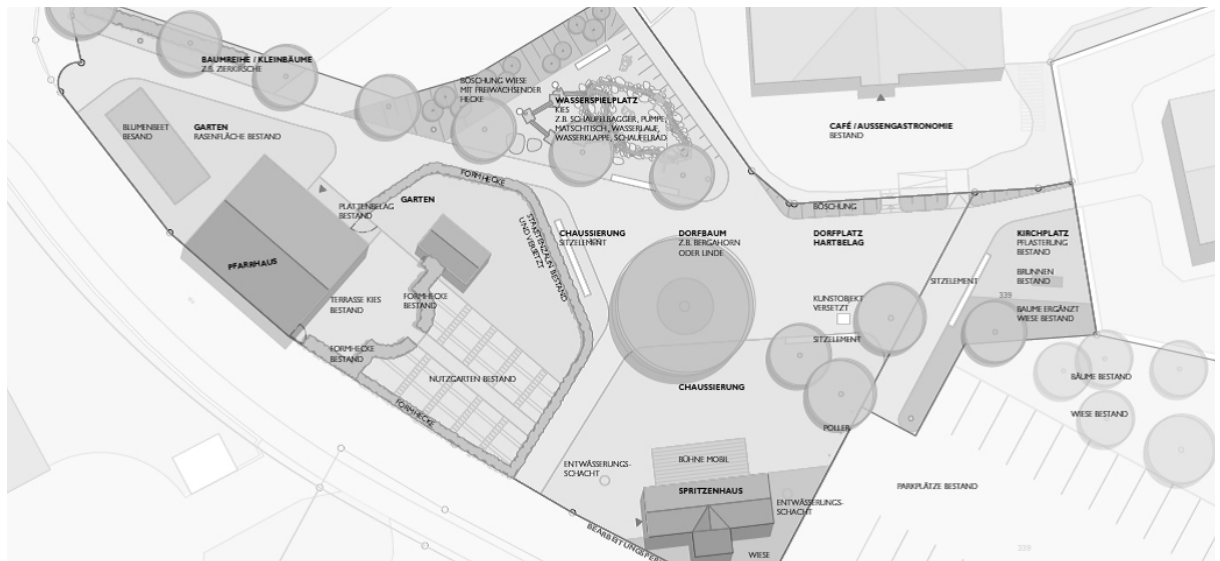 BAUMREIHE / KLEINBÄUME
Z.B. ZIERKIRSCHE
BÖSCHUNG WIESE
MIT FREIWACHSENDER
HECKE
WASSERSPIELPLATZ
KIES
Z.B. SCHAUFELBAGGER, PUMPE,
MATSCHTISCH, WASSERLAUF,
WASSERKLAPPE, SCHAUFELRAD
CAFÉ / AUSSENGASTRONOMIE
BESTAND
BLUMENBEET
BESAND
GARTEN
RASENFLÄCHE BESTAND
FORMHECKE
GARTEN
PLATTENBELAG
BESTAND
STAKETENZAUN BESTAND
UND VERSETZT
BÖSCHUNG
CHAUSSIERUNG
SITZELEMENT
DORFBAUM
Z.B. BERGAHORN
ODER LINDE
DORFPLATZ
HARTBELAG
KIRCHPLATZ
PFLASTERUNG
BESTAND
PFARRHAUS
BRUNNEN
BESTAND
SITZELEMENT
339
TERRASSE KIES
BESTAND
FORMHECKE
BESTAND
KUNSTOBJEKT
VERSETZT
BÄUME ERGÄNZT
WIESE BESTAND
SITZELEMENT
FORMHECKE
BESTAND
NUTZGARTEN BESTAND
CHAUSSIERUNG
BÄUME BESTAND
FORMHECKE
WIESE BESTAND
POLLER
ENTWÄSSERUNGS-
SCHACHT
BÜHNE MOBIL
SPRITZENHAUS
PARKPLÄTZE BESTAND
ENTWÄSSERUNGS-
SCHACHT
WIESE
339